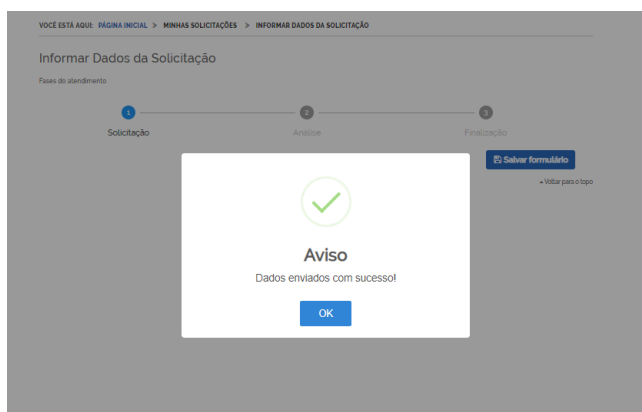 VOCÊ ESTÁ AQUI: PÁGINA INICIAL > MINHAS SOLICITAÇÕES > INFORMAR DADOS DA SOLICITAÇÃO
Informar Dados da Solicitação
Fases do atendimento
1 2 3
Solicitação Análise Finalização
Salvar formulário
Voltar para o topo
Aviso
Dados enviados com sucesso!
OK